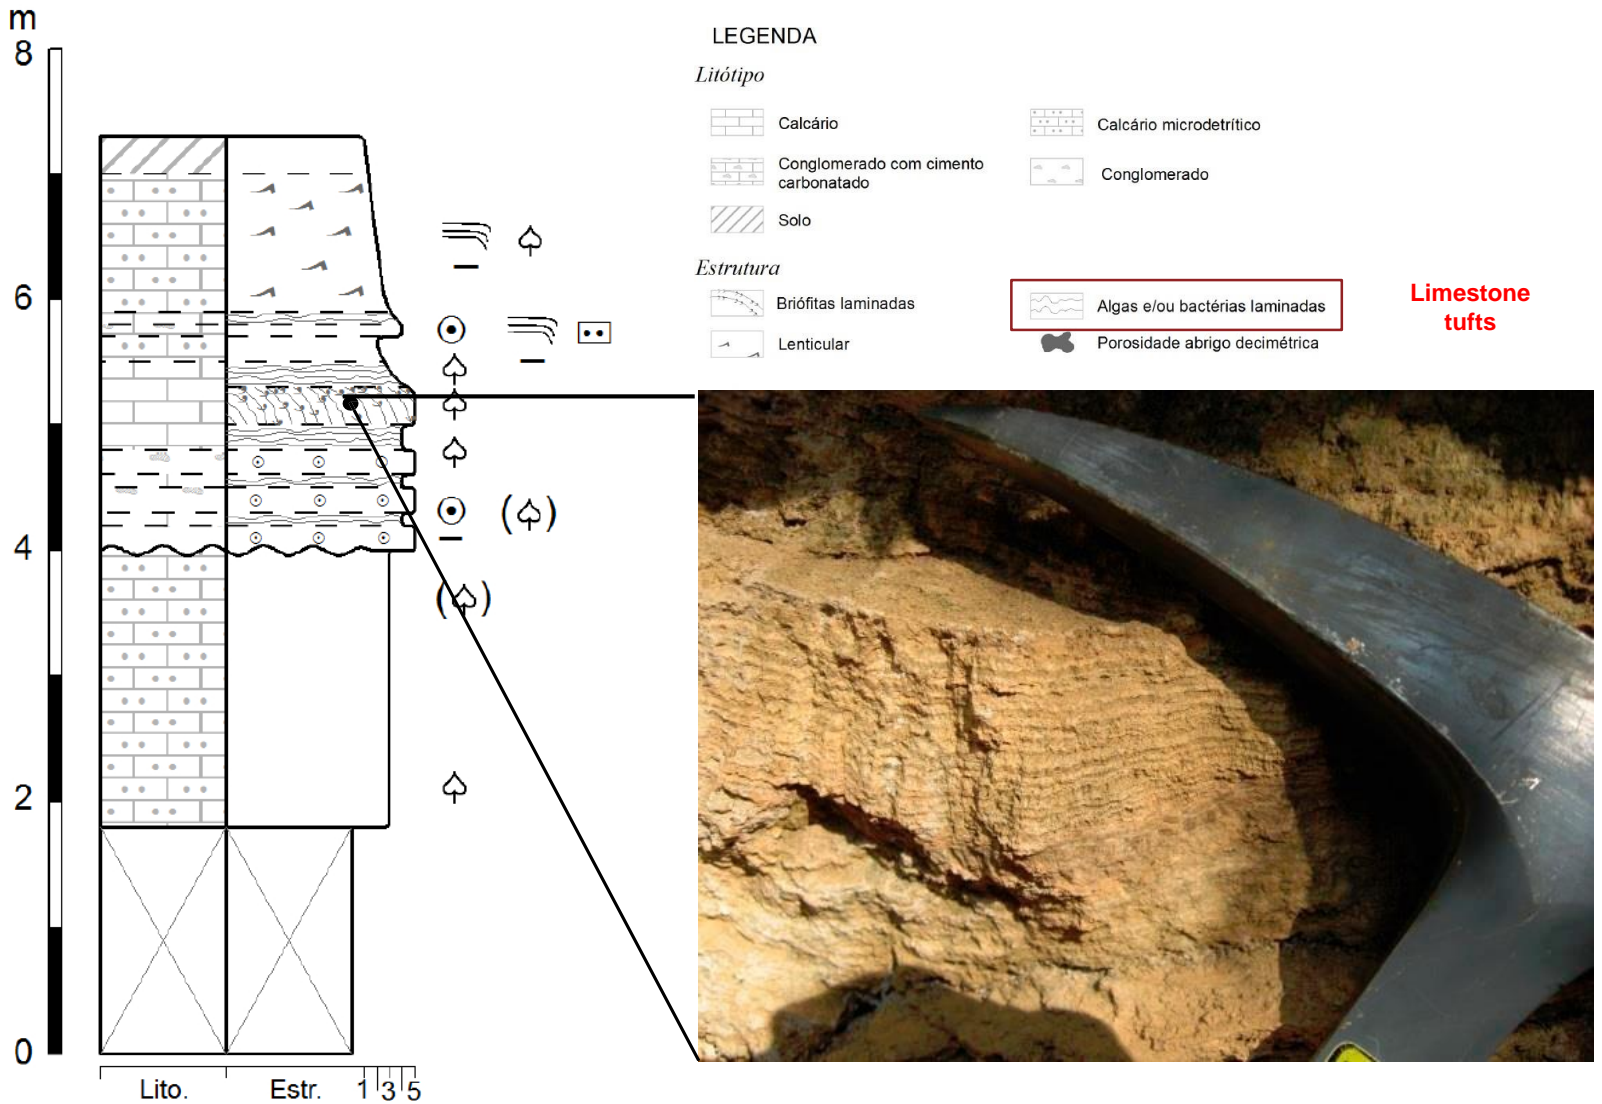 m
8
6
4
2
0
Lito.
Estr.
1 3 5
LEGENDA
Litótipo
Calcário
Calcário microdetrítico
Conglomerado com cimento
carbonatado
Conglomerado
Solo
Estrutura
Briófitas laminadas
Algas e/ou bactérias laminadas
Lenticular
Porosidade abrigo decimétrica
Limestone
tufts